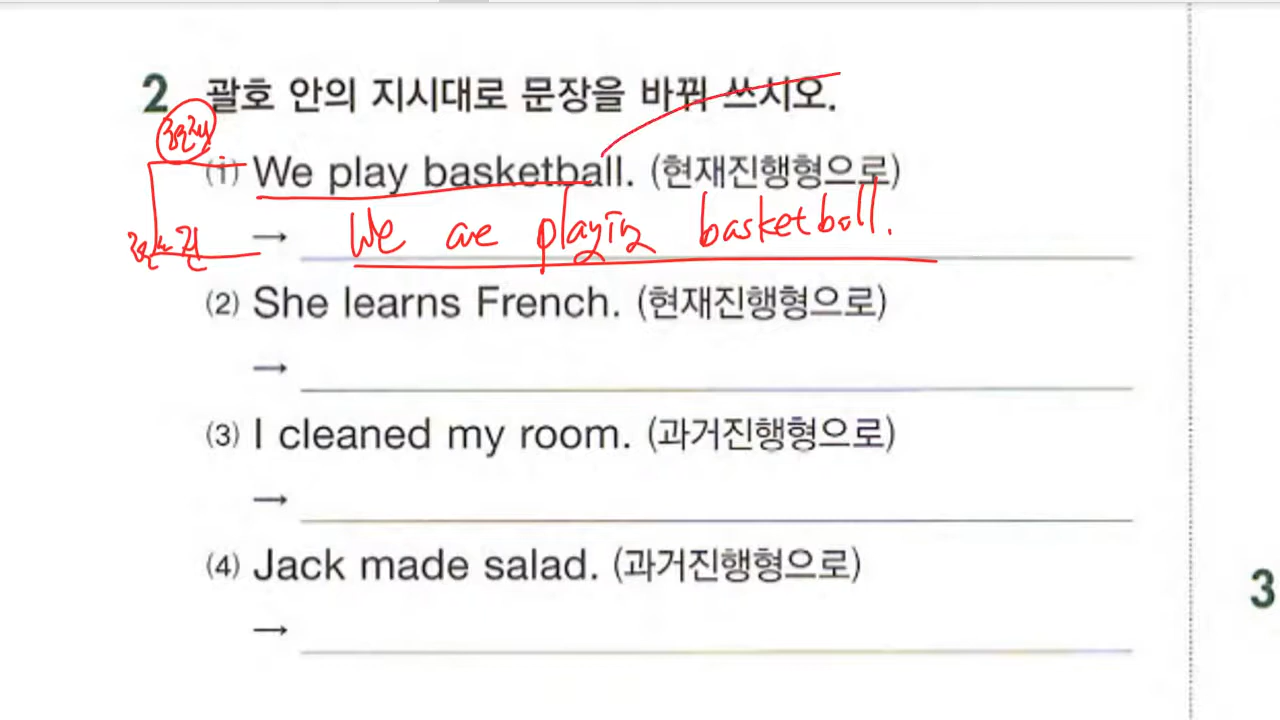 2 괄호 안의 지시대로 문장을 바꿔 쓰시오.
(1) We play basketball. (현재진행형으로)
→ We are playing basketball.
(2) She learns French. (현재진행형으로)
→
(3) I cleaned my room. (과거진행형으로)
→
(4) Jack made salad. (과거진행형으로)
→
3